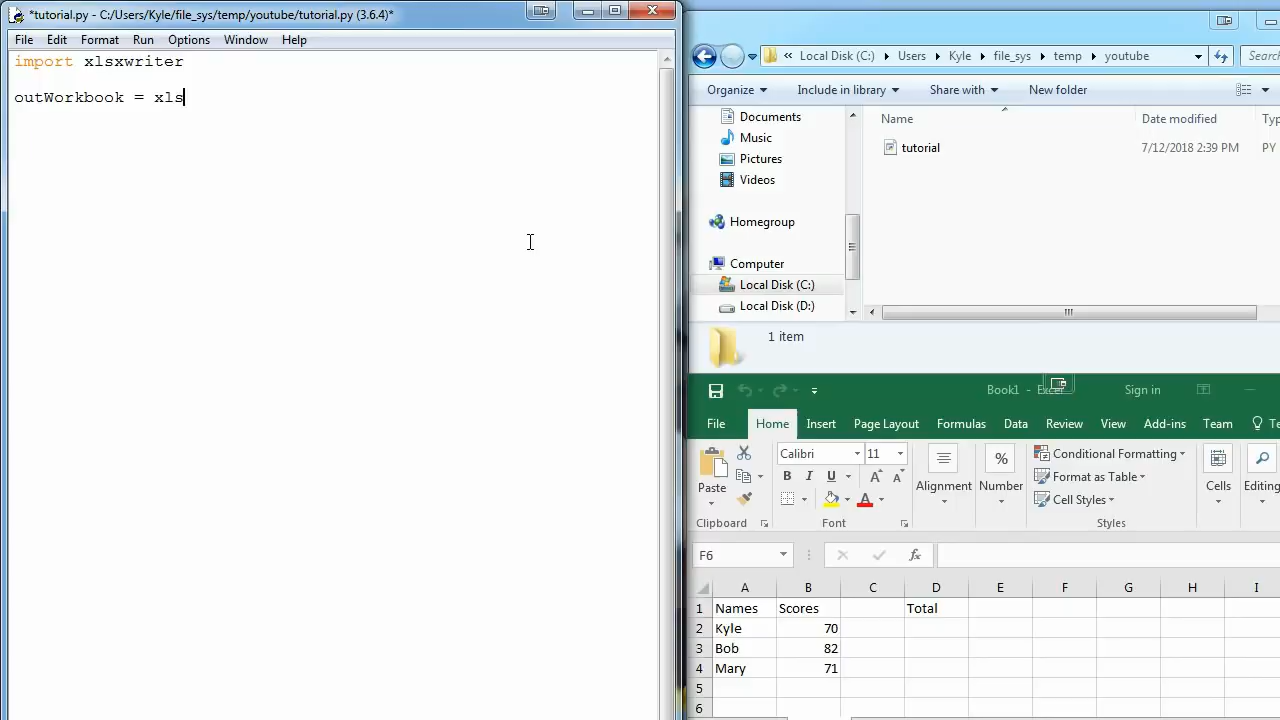 *tutorial.py - C:/Users/Kyle/file_sys/temp/youtube/tutorial.py (3.6.4)*
File Edit Format Run Options Window Help
import xlsxwriter
outWorkbook = xls
« Local Disk (C:) Users Kyle file_sys temp youtube Search
Organize Include in library Share with New folder
Documents
Music
Pictures
Videos
Homegroup
Computer
Local Disk (C:)
Local Disk (D:)
Name Date modified
tutorial 7/12/2018 2:39 PM PY
1 item
Book1 - Sign in
File Home Insert Page Layout Formulas Data Review View Add-ins Team
Paste
Clipboard
Calibri 11
B I U A A
A
Font
Alignment
%
Number
Conditional Formatting
Format as Table
Cell Styles
Styles
Cells
Editing
F6 fx
A B C D E F G H I
1 Names Scores Total
2 Kyle 70
3 Bob 82
4 Mary 71
5
6